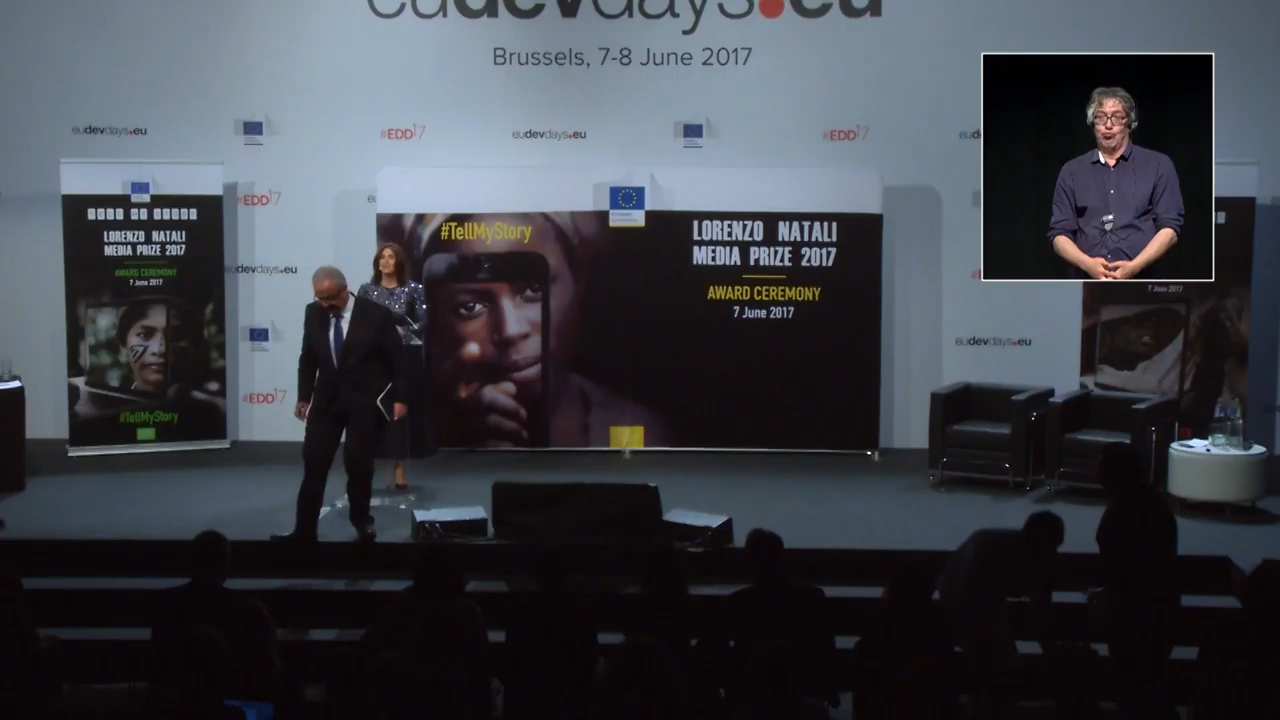 eudevdays.eu
Brussels, 7-8 June 2017
eudevdays.eu
#EDD17
eudevdays.eu
#EDD17
#EDD17
eudevdays.eu
#EDD17
eudevdays.eu
LORENZO NATALI
MEDIA PRIZE 2017
AWARD CEREMONY
7 June 2017
#TellMyStory
#TellMyStory
LORENZO NATALI
MEDIA PRIZE 2017
AWARD CEREMONY
7 June 2017
7 June 2017